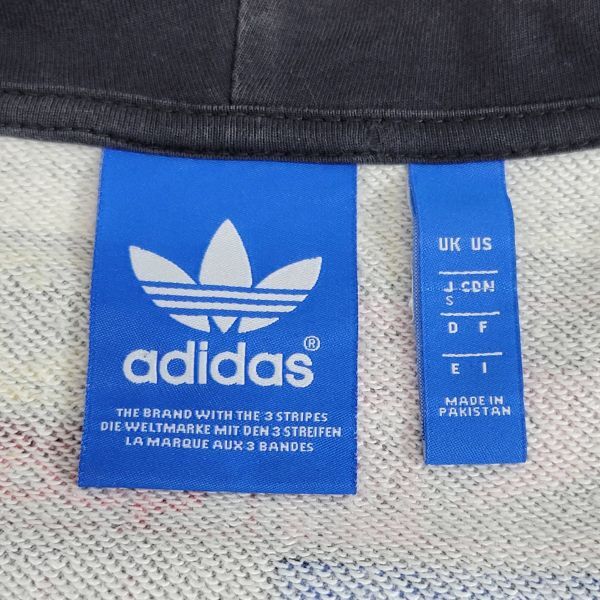 adidas®
THE BRAND WITH THE 3 STRIPES
DIE WELTMARKE MIT DEN 3 STREIFEN
LA MARQUE AUX 3 BANDES
UK US
J CDN
S
D F
E I
MADE IN
PAKISTAN